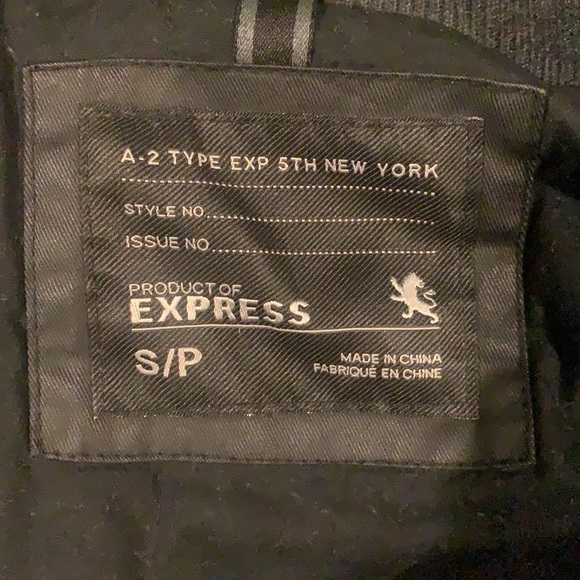 A-2 TYPE EXP 5TH NEW YORK
STYLE NO.
ISSUE NO.
PRODUCT OF
EXPRESS
S/P
MADE IN CHINA
FABRIQUÉ EN CHINE